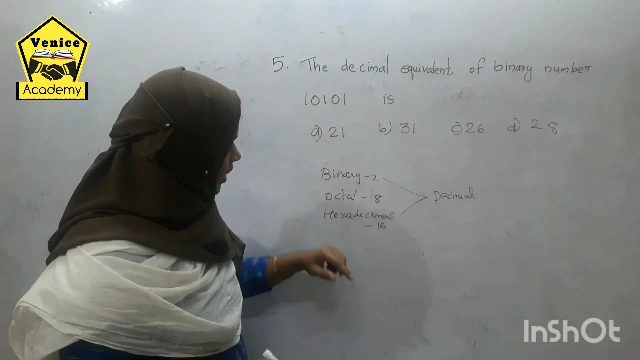 Venice
Academy
5. The decimal equivalent of binary number
10101 is
a) 21 b) 31 c) 26 d) 28
Binary - 2
Octal - 8
Hexadecimal
- 16
Decimal
InShOt